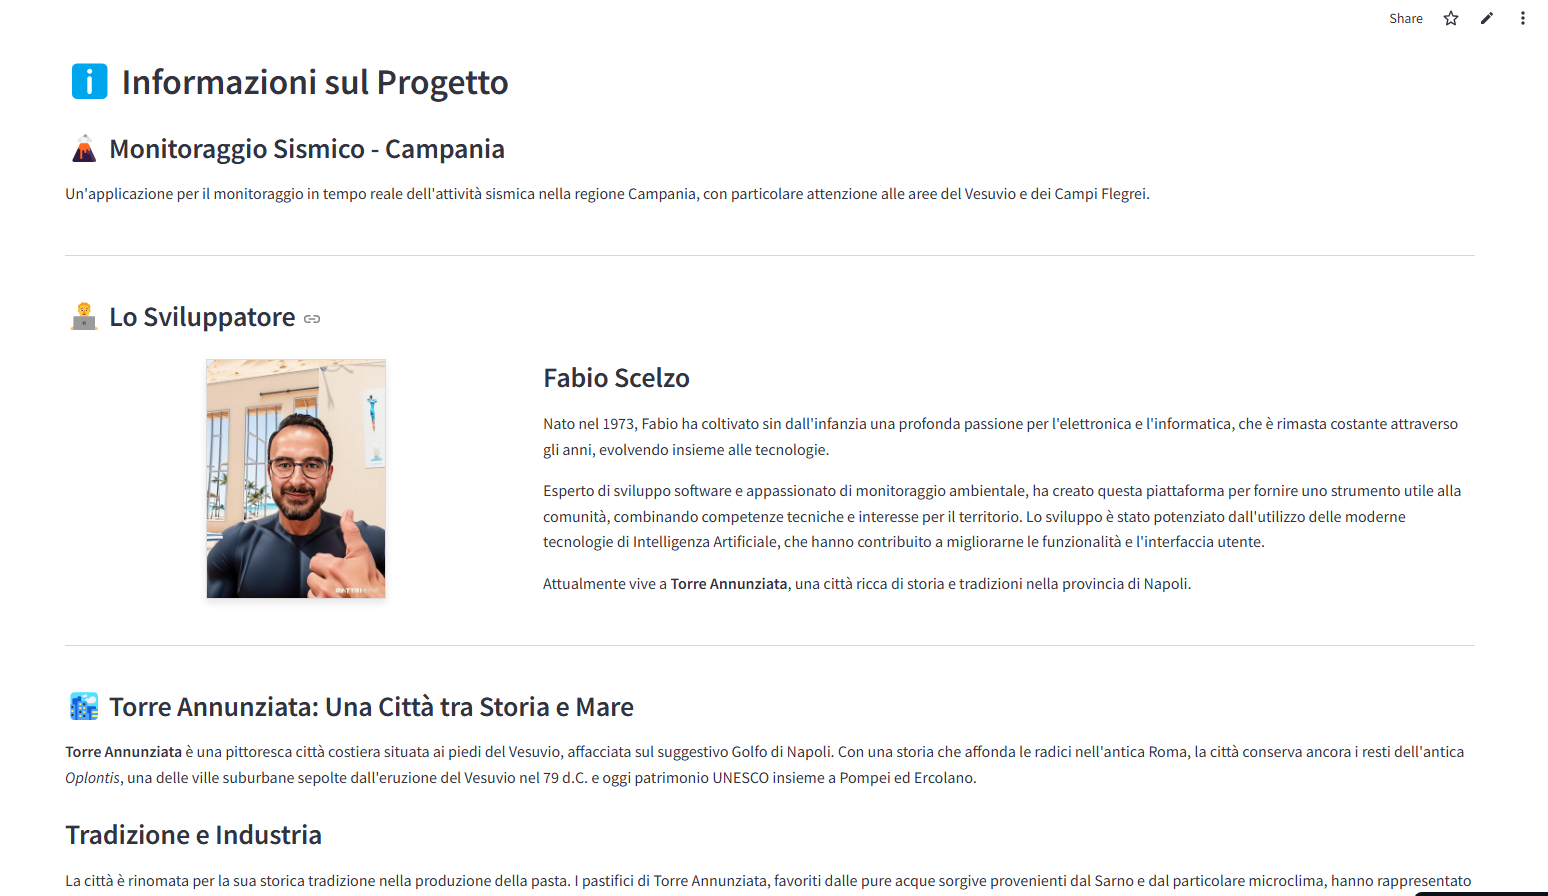 Share
Informazioni sul Progetto
Monitoraggio Sismico - Campania
Un'applicazione per il monitoraggio in tempo reale dell'attività sismica nella regione Campania, con particolare attenzione alle aree del Vesuvio e dei Campi Flegrei.
Lo Sviluppatore
Fabio Scelzo
Nato nel 1973, Fabio ha coltivato sin dall'infanzia una profonda passione per l'elettronica e l'informatica, che è rimasta costante attraverso
gli anni, evolvendo insieme alle tecnologie.
Esperto di sviluppo software e appassionato di monitoraggio ambientale, ha creato questa piattaforma per fornire uno strumento utile alla
comunità, combinando competenze tecniche e interesse per il territorio. Lo sviluppo è stato potenziato dall'utilizzo delle moderne
tecnologie di Intelligenza Artificiale, che hanno contribuito a migliorarne le funzionalità e l'interfaccia utente.
Attualmente vive a Torre Annunziata, una città ricca di storia e tradizioni nella provincia di Napoli.
Torre Annunziata: Una Città tra Storia e Mare
Torre Annunziata è una pittoresca città costiera situata ai piedi del Vesuvio, affacciata sul suggestivo Golfo di Napoli. Con una storia che affonda le radici nell'antica Roma, la città conserva ancora i resti dell'antica
Oplontis, una delle ville suburbane sepolte dall'eruzione del Vesuvio nel 79 d.C. e oggi patrimonio UNESCO insieme a Pompei ed Ercolano.
Tradizione e Industria
La città è rinomata per la sua storica tradizione nella produzione della pasta. I pastifici di Torre Annunziata, favoriti dalle pure acque sorgive provenienti dal Sarno e dal particolare microclima, hanno rappresentato